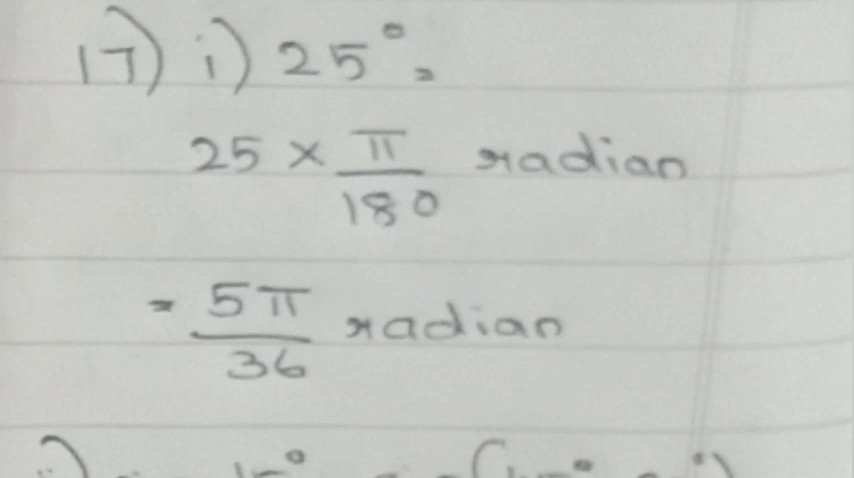 17) i) 25° =
25 × π/180 radian
= 5π/36 radian